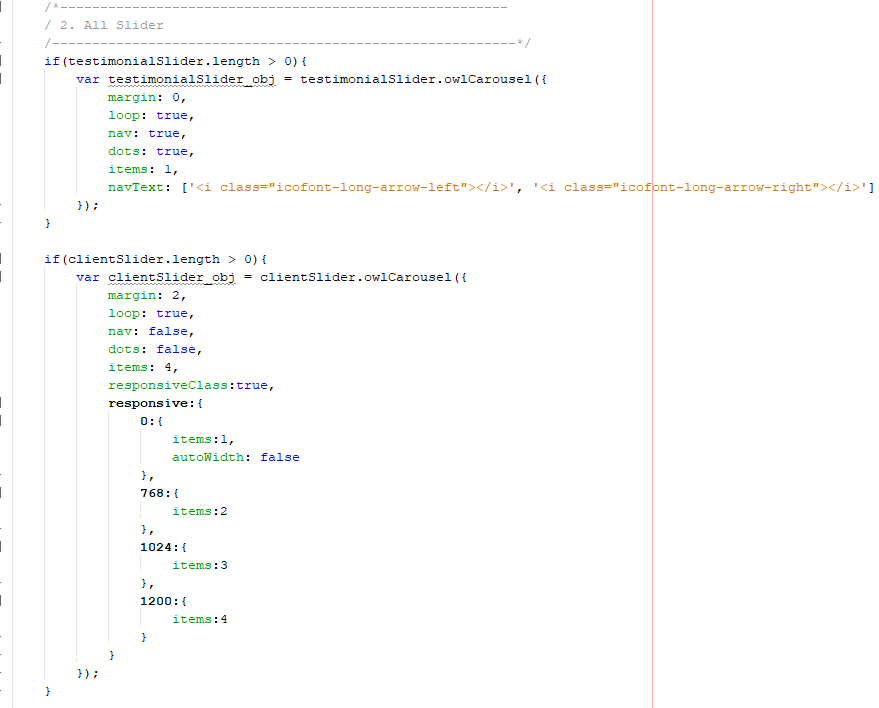 /*--------------------------------------------------------
/ 2. All Slider
/----------------------------------------------------------*/
if(testimonialSlider.length > 0){
    var testimonialSlider_obj = testimonialSlider.owlCarousel({
        margin: 0,
        loop: true,
        nav: true,
        dots: true,
        items: 1,
        navText: ['<i class="icofont-long-arrow-left"></i>', '<i class="icofont-long-arrow-right"></i>']
    });
}

if(clientSlider.length > 0){
    var clientSlider_obj = clientSlider.owlCarousel({
        margin: 2,
        loop: true,
        nav: false,
        dots: false,
        items: 4,
        responsiveClass:true,
        responsive:{
            0:{
                items:1,
                autoWidth: false
            },
            768:{
                items:2
            },
            1024:{
                items:3
            },
            1200:{
                items:4
            }
        }
    });
}